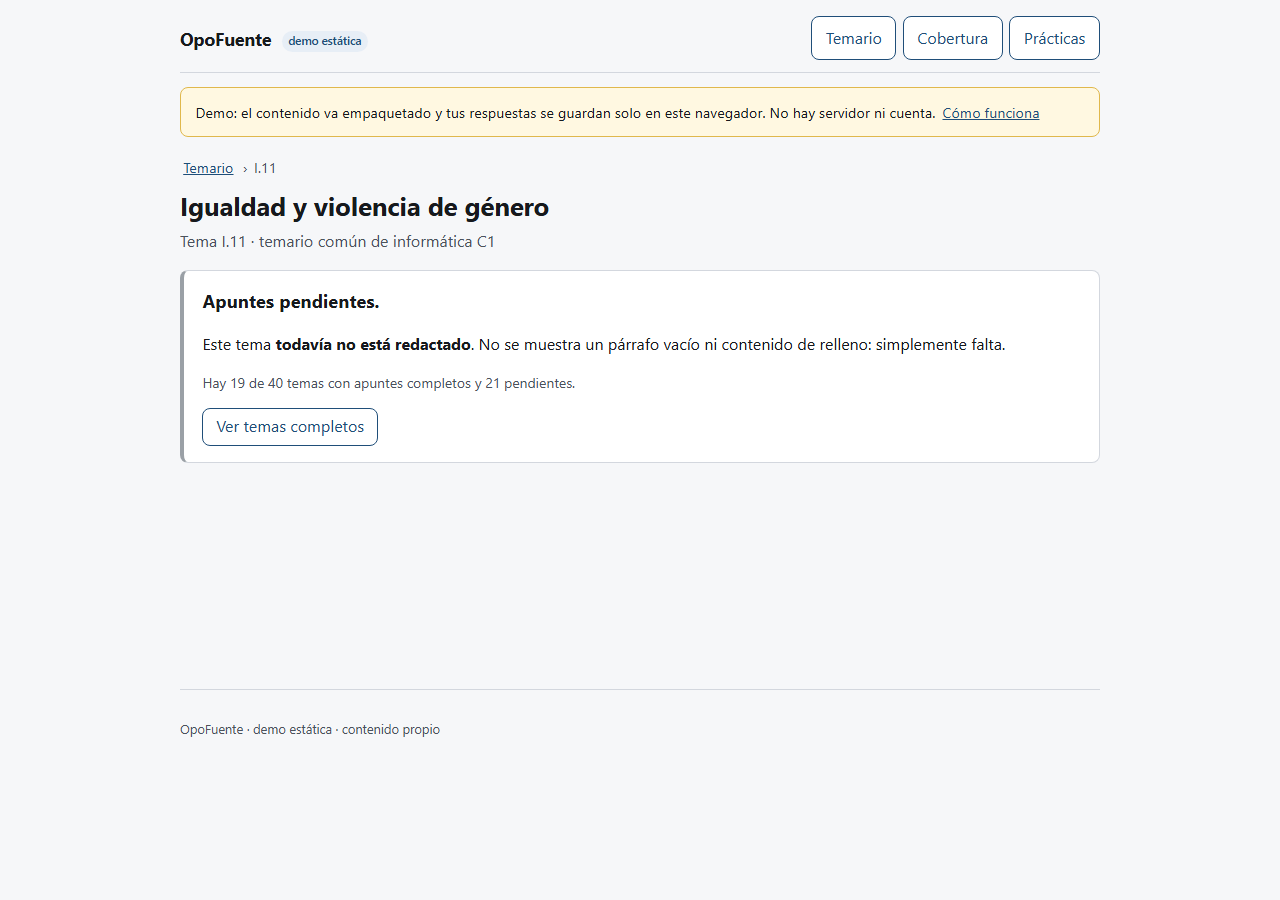 OpoFuente demo estática Temario Cobertura Prácticas
Demo: el contenido va empaquetado y tus respuestas se guardan solo en este navegador. No hay servidor ni cuenta. Cómo funciona
Temario › I.11
Igualdad y violencia de género
Tema I.11 · temario común de informática C1
Apuntes pendientes.
Este tema todavía no está redactado. No se muestra un párrafo vacío ni contenido de relleno: simplemente falta.
Hay 19 de 40 temas con apuntes completos y 21 pendientes.
Ver temas completos
OpoFuente · demo estática · contenido propio